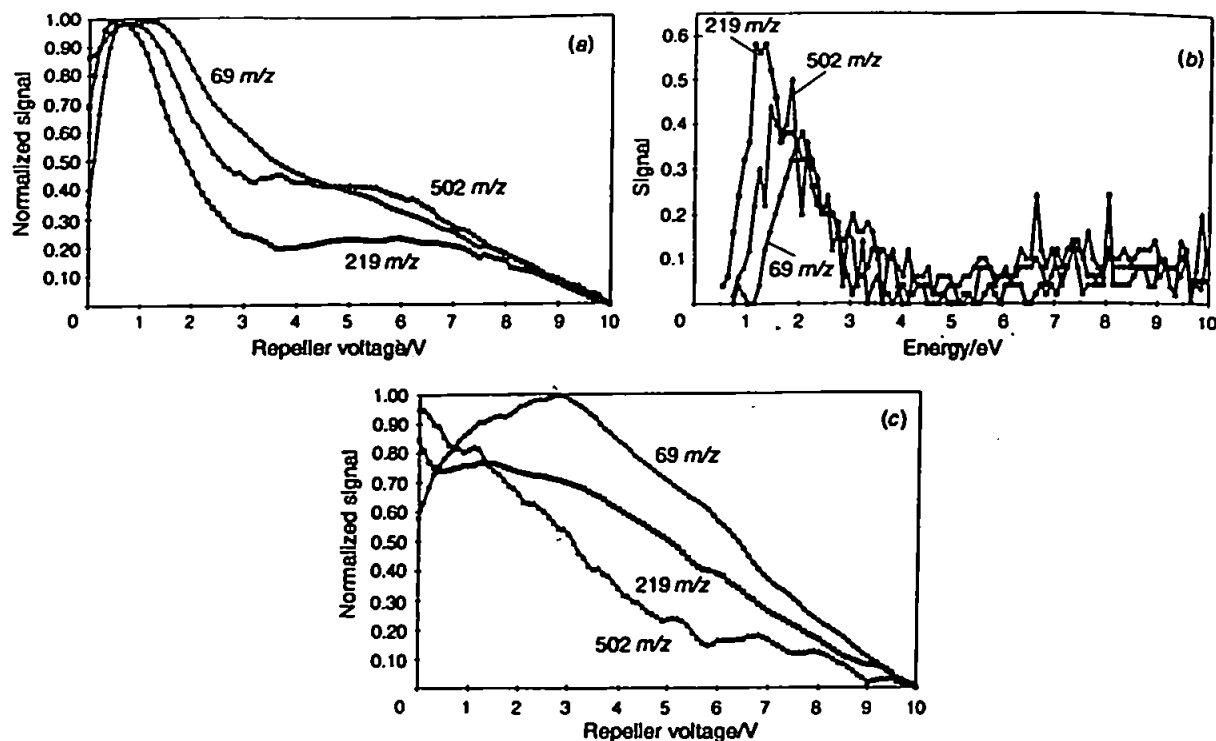 (a)
Normalized signal
1.00
0.90
0.80
0.70
0.60
0.50
0.40
0.30
0.20
0.10
69 m/z
502 m/z
219 m/z
0 1 2 3 4 5 6 7 8 9 10
Repeller voltage/V
(b)
Signal
0.6
0.5
0.4
0.3
0.2
0.1
219 m/z
502 m/z
69 m/z
0 1 2 3 4 5 6 7 8 9 10
Energy/eV
(c)
Normalized signal
1.00
0.90
0.80
0.70
0.60
0.50
0.40
0.30
0.20
0.10
69 m/z
219 m/z
502 m/z
0 1 2 3 4 5 6 7 8 9 10
Repeller voltage/V